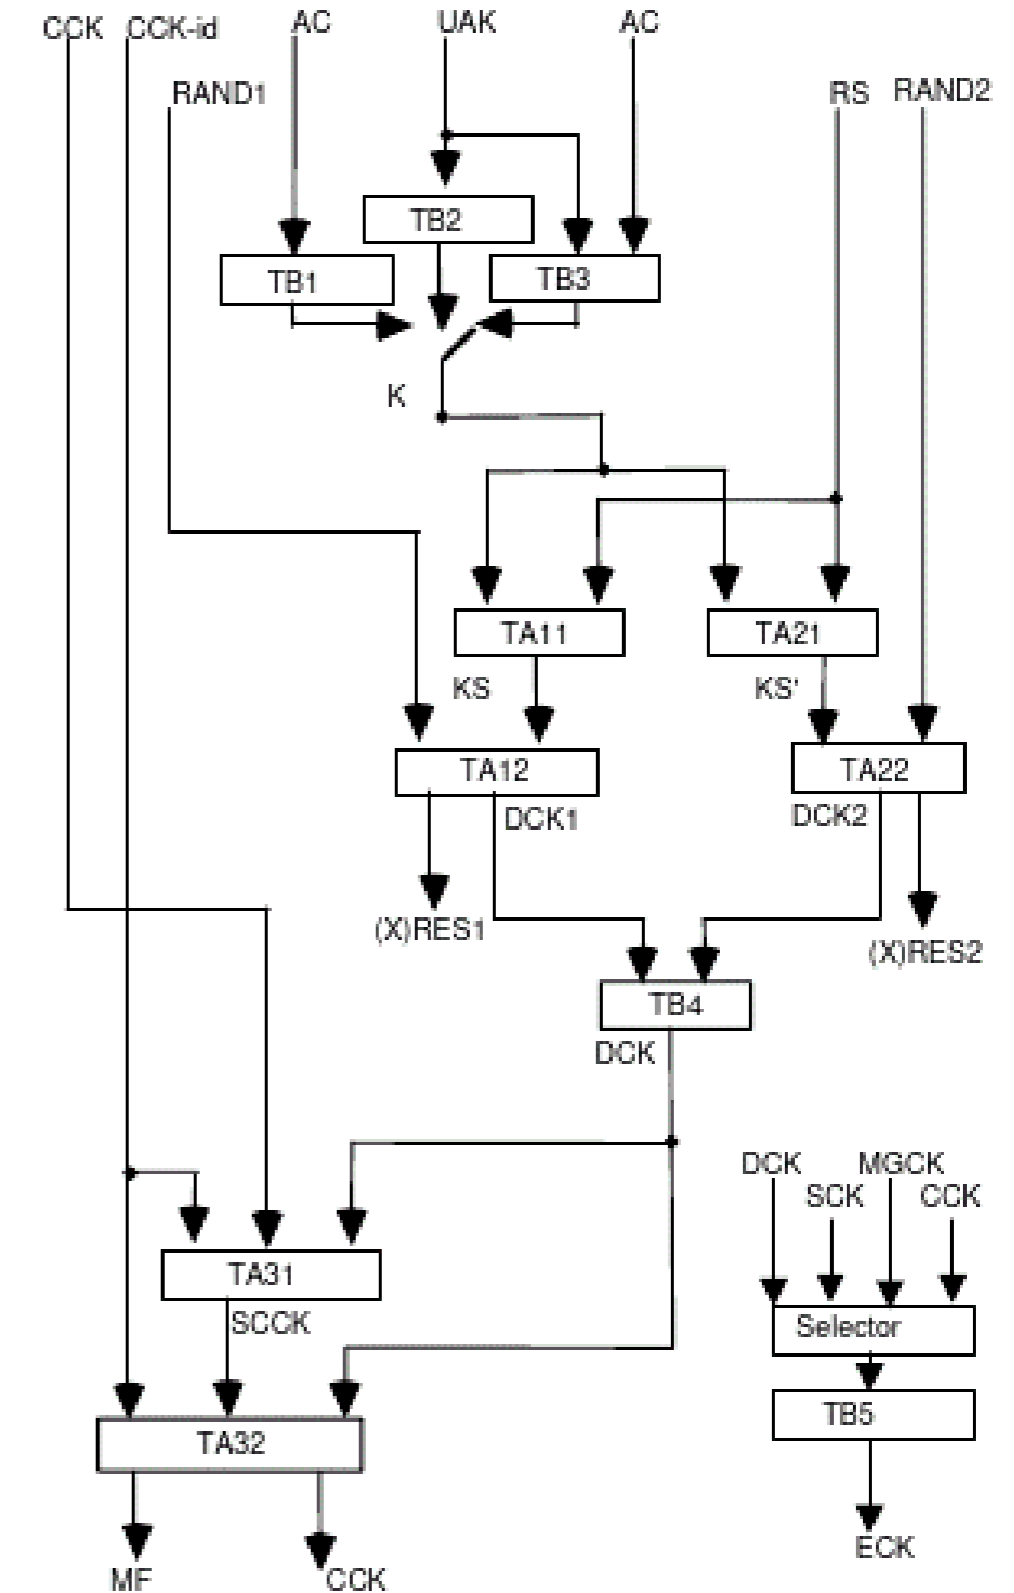 CCK CCK-id AC UAK AC
RAND1 RS RAND2
TB2
TB1 TB3
K
TA11 TA21
KS KS'
TA12 TA22
DCK1 DCK2
(X)RES1
(X)RES2
TB4
DCK
DCK MGCK
SCK CCK
TA31
SCCK
Selector
TB5
TA32
ECK
MF CCK